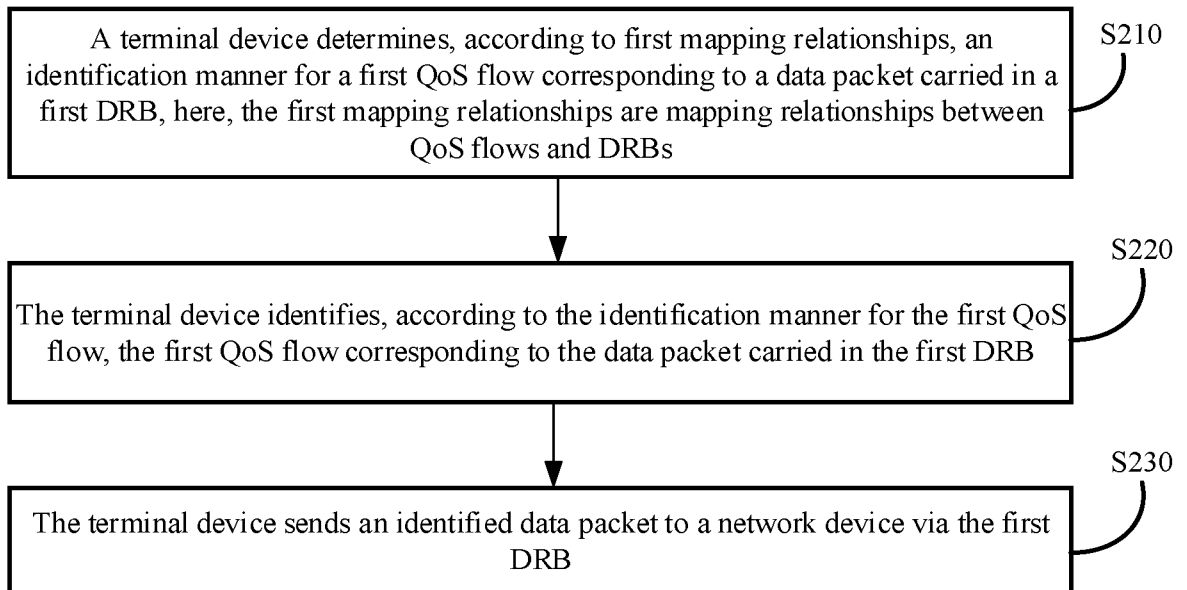 A terminal device determines, according to first mapping relationships, an
identification manner for a first QoS flow corresponding to a data packet carried in a
first DRB, here, the first mapping relationships are mapping relationships between
QoS flows and DRBs
S210
The terminal device identifies, according to the identification manner for the first QoS
flow, the first QoS flow corresponding to the data packet carried in the first DRB
S220
The terminal device sends an identified data packet to a network device via the first
DRB
S230